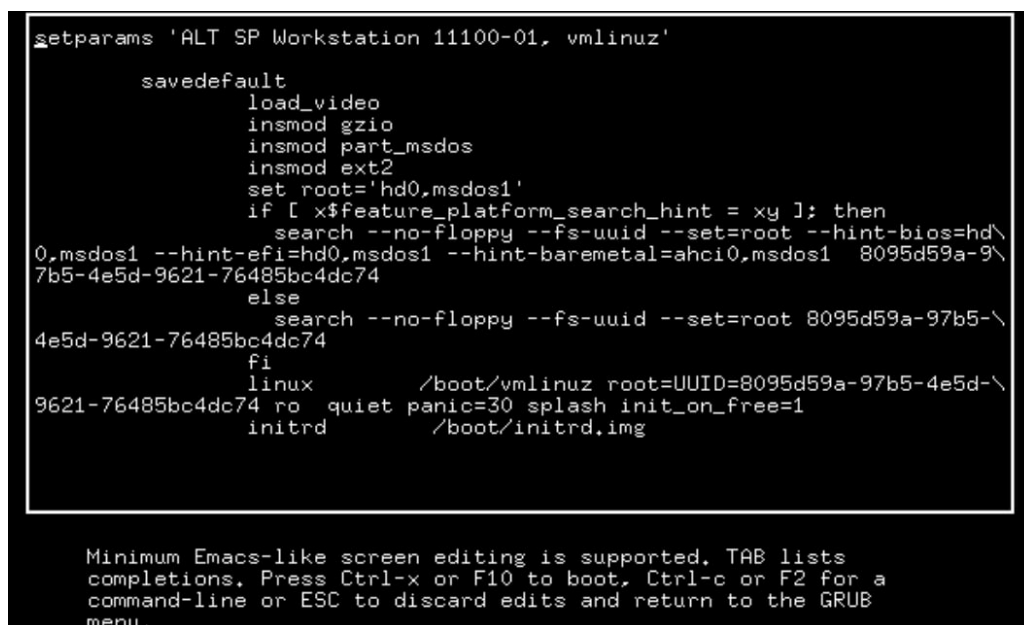 setparams 'ALT SP Workstation 11100-01, vmlinuz'
savedefault
load_video
insmod gzio
insmod part_msdos
insmod ext2
set root='hd0,msdos1'
if [ x$feature_platform_search_hint = xy ]; then
search --no-floppy --fs-uuid --set=root --hint-bios=hd\
0,msdos1 --hint-efi=hd0,msdos1 --hint-baremetal=ahci0,msdos1  8095d59a-9\
7b5-4e5d-9621-76485bc4dc74
else
search --no-floppy --fs-uuid --set=root 8095d59a-97b5-\
4e5d-9621-76485bc4dc74
fi
linux /boot/vmlinuz root=UUID=8095d59a-97b5-4e5d-\
9621-76485bc4dc74 ro  quiet panic=30 splash init_on_free=1
initrd /boot/initrd.img
Minimum Emacs-like screen editing is supported. TAB lists
completions. Press Ctrl-x or F10 to boot, Ctrl-c or F2 for a
command-line or ESC to discard edits and return to the GRUB
menu.